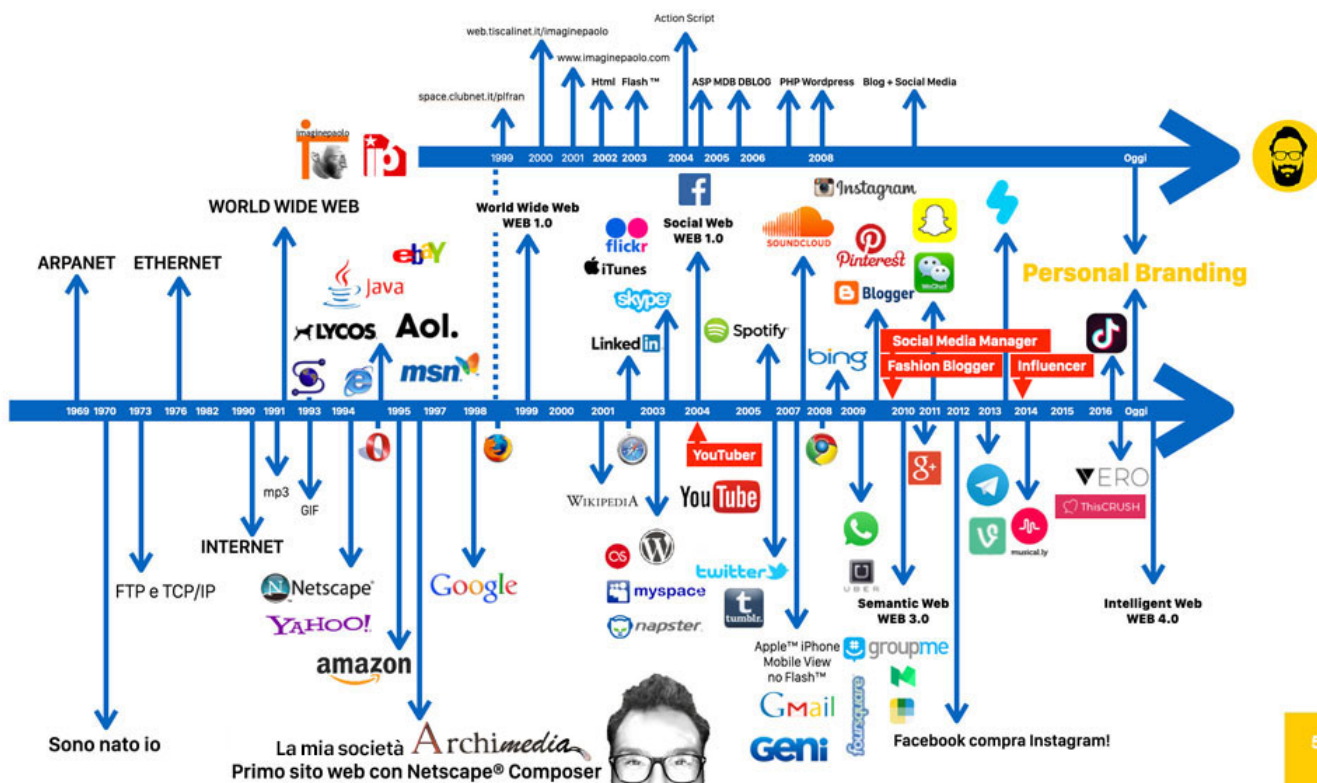 Action Script
web.tiscalinet.it/imaginepaolo
www.imaginepaolo.com
space.clubnet.it/plfran
Html Flash ™ ASP MDB DBLOG PHP Wordpress Blog + Social Media
imaginepaolo
1999 2000 2001 2002 2003 2004 2005 2006 2008 Oggi
WORLD WIDE WEB
World Wide Web
WEB 1.0
Social Web
WEB 1.0
Instagram
flickr
SOUNDCLOUD
Pinterest
WeChat
ARPANET
ETHERNET
ebaY
Java
iTunes
skype
Blogger
Personal Branding
LYCOS
Aol.
msn
Linked in
Spotify
bing
Social Media Manager
Fashion Blogger
Influencer
1969 1970 1973 1976 1982 1990 1991 1993 1994 1995 1997 1998 1999 2000 2001 2003 2004 2005 2007 2008 2009 2010 2011 2012 2013 2014 2015 2016 Oggi
YouTuber
g+
mp3
GIF
WIKIPEDIA
YouTube
VERO
ThisCRUSH
INTERNET
musical.ly
FTP e TCP/IP
Netscape®
Google
YAHOO!
twitter
myspace
tumblr.
napster
UBER
Semantic Web
WEB 3.0
Intelligent Web
WEB 4.0
amazon
Apple™ iPhone
Mobile View
no Flash™
groupme
GMail
foursquare
GENi
Sono nato io
La mia società Archimedia
Primo sito web con Netscape® Composer
Facebook compra Instagram!
5